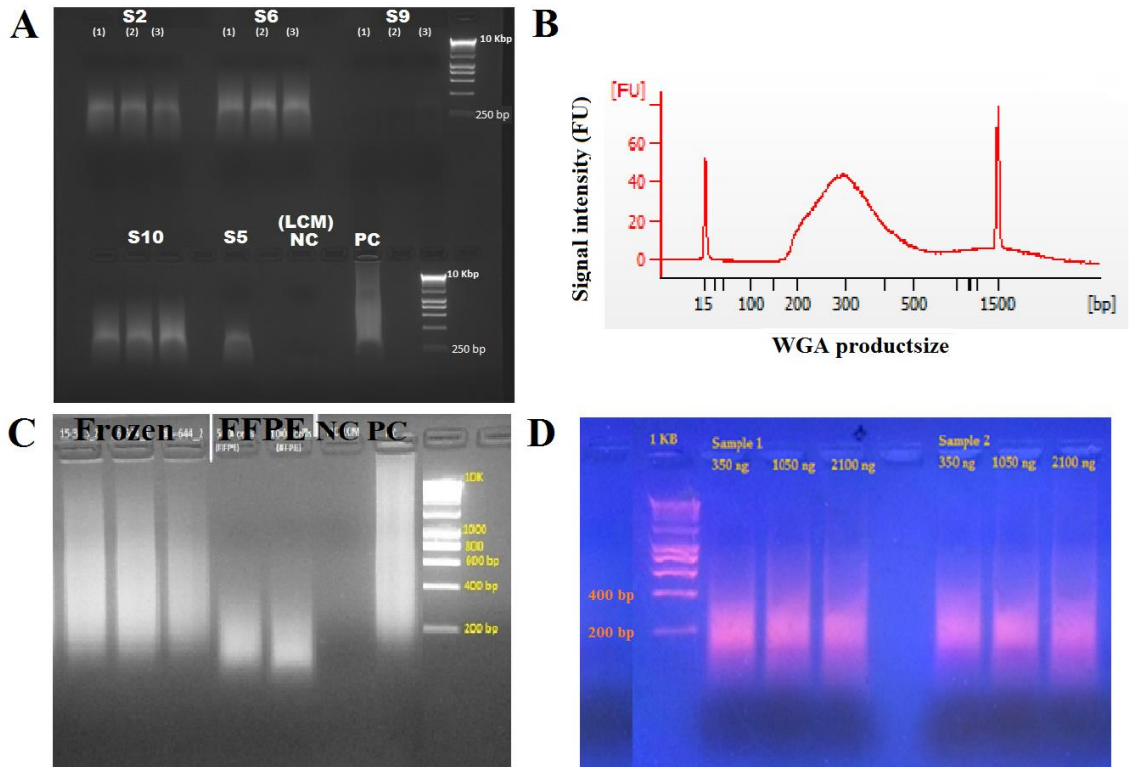 A
S2 S6 S9
(1) (2) (3) (1) (2) (3) (1) (2) (3)
10 Kbp
250 bp
(LCM)
S10 S5 NC PC
10 Kbp
250 bp
B
[FU]
Signal intensity (FU)
60
40
20
0
15 100 200 300 500 1500 [bp]
WGA productsize
C
Frozen FFPE NC PC
(FFPE) (FFPE)
10K
1000
800
600 bp
400 bp
200 bp
D
1 KB Sample 1 Sample 2
350 ng 1050 ng 2100 ng 350 ng 1050 ng 2100 ng
400 bp
200 bp